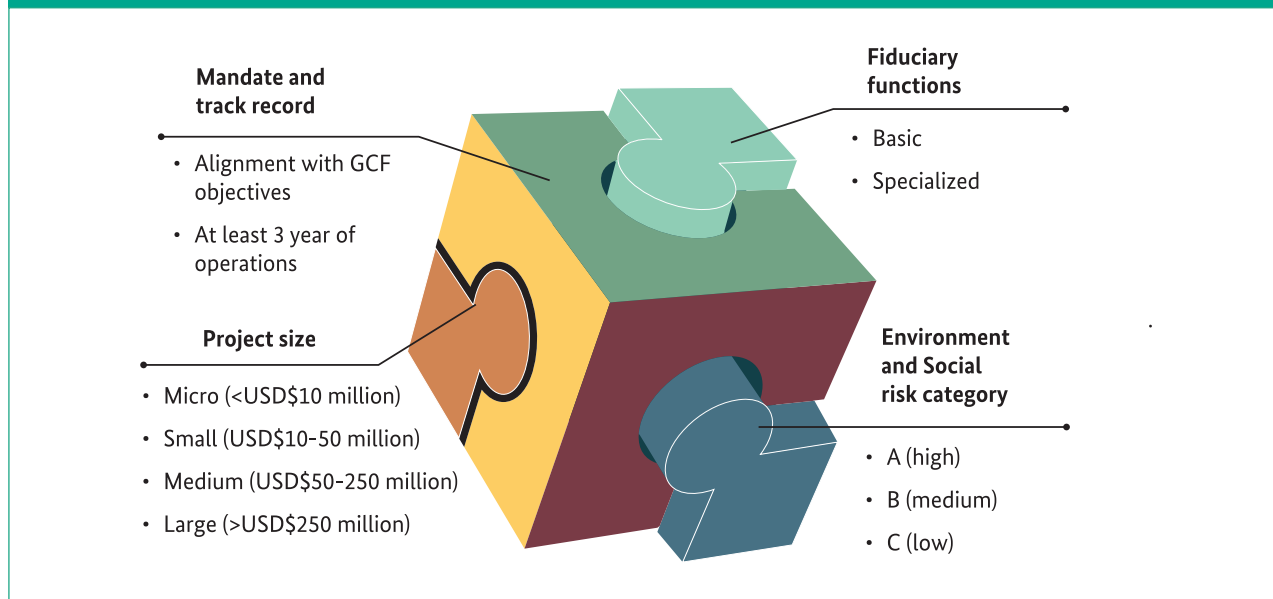 Mandate and
track record
• Alignment with GCF
objectives
• At least 3 year of
operations
Project size
• Micro (<USD$10 million)
• Small (USD$10-50 million)
• Medium (USD$50-250 million)
• Large (>USD$250 million)
Fiduciary
functions
• Basic
• Specialized
Environment
and Social
risk category
• A (high)
• B (medium)
• C (low)